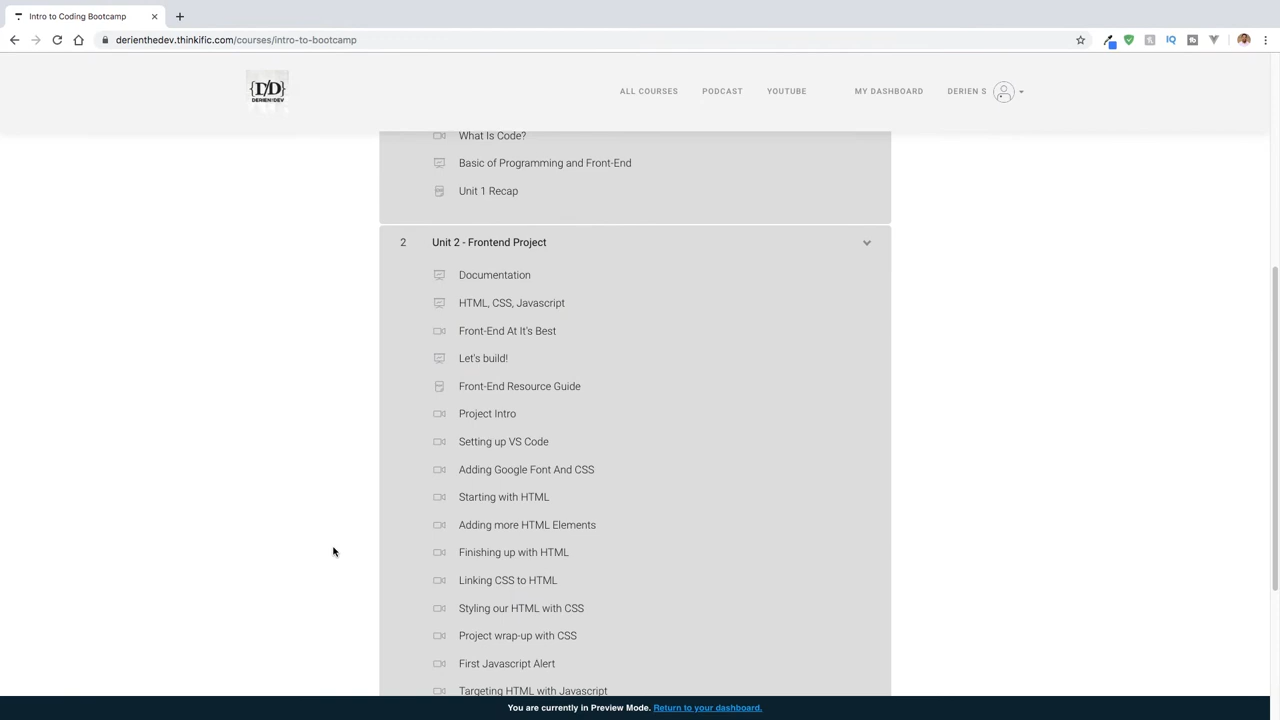 Intro to Coding Bootcamp
derienthedev.thinkific.com/courses/intro-to-bootcamp
IQ
{D/D}
DERIENTHEDEV
ALL COURSES
PODCAST
YOUTUBE
MY DASHBOARD
DERIEN S
What Is Code?
Basic of Programming and Front-End
Unit 1 Recap
2 Unit 2 - Frontend Project
Documentation
HTML, CSS, Javascript
Front-End At It's Best
Let's build!
Front-End Resource Guide
Project Intro
Setting up VS Code
Adding Google Font And CSS
Starting with HTML
Adding more HTML Elements
Finishing up with HTML
Linking CSS to HTML
Styling our HTML with CSS
Project wrap-up with CSS
First Javascript Alert
Targeting HTML with Javascript
You are currently in Preview Mode. Return to your dashboard.